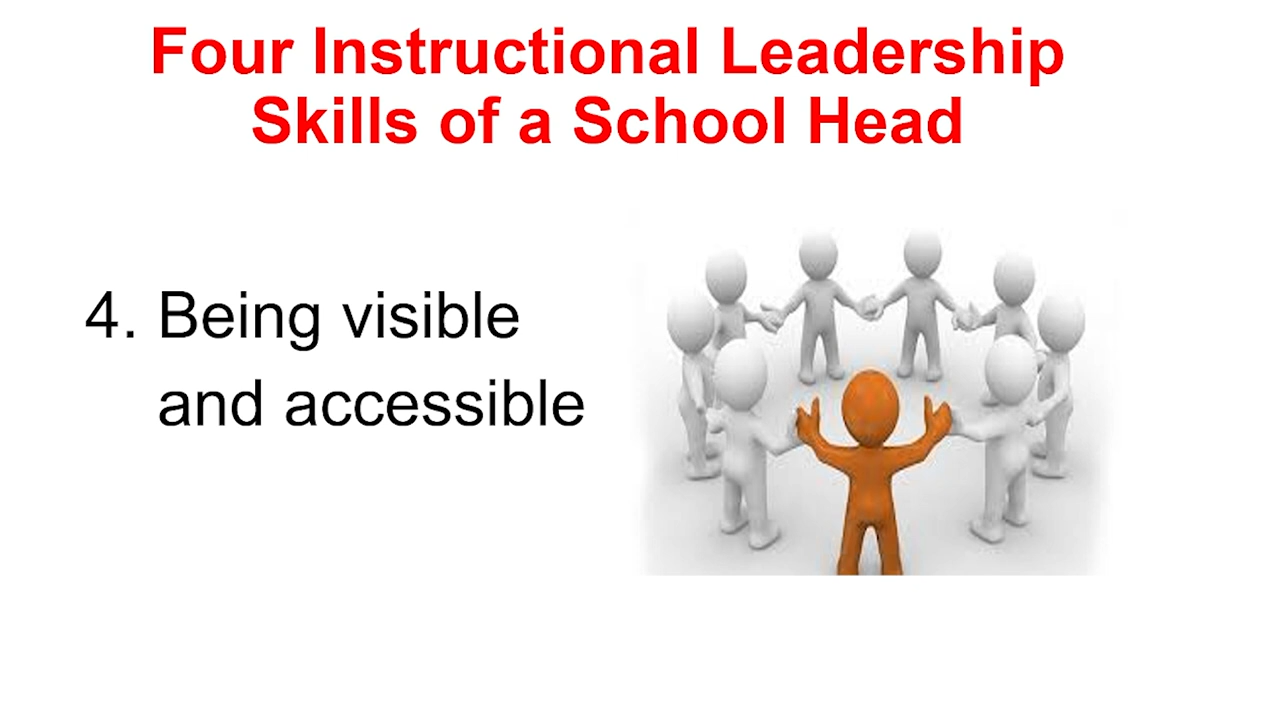 Four Instructional Leadership
Skills of a School Head
4. Being visible
and accessible